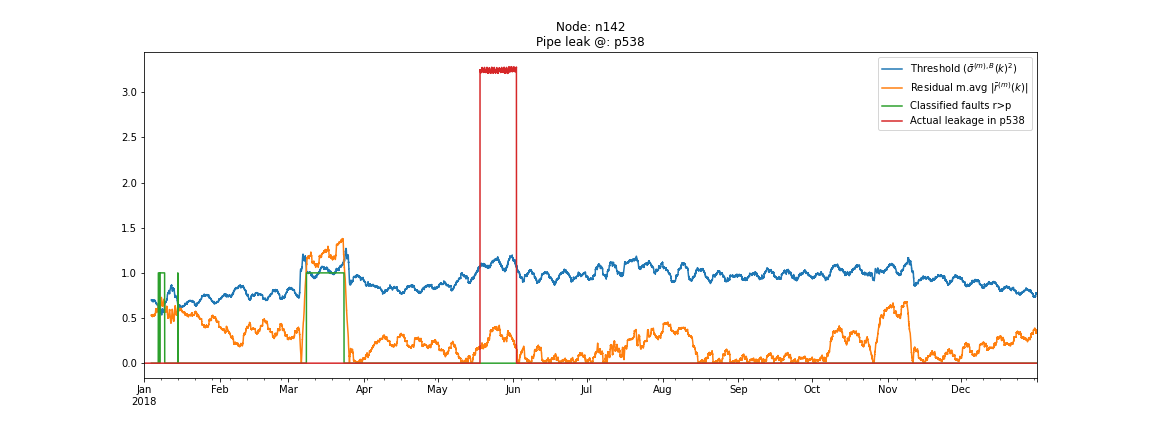 Node: n142
Pipe leak @: p538
Threshold (σ̄^(m),B(k)²)
Residual m.avg |r̄^(m)(k)|
Classified faults r>p
Actual leakage in p538
3.0
2.5
2.0
1.5
1.0
0.5
0.0
Jan Feb Mar Apr May Jun Jul Aug Sep Oct Nov Dec
2018